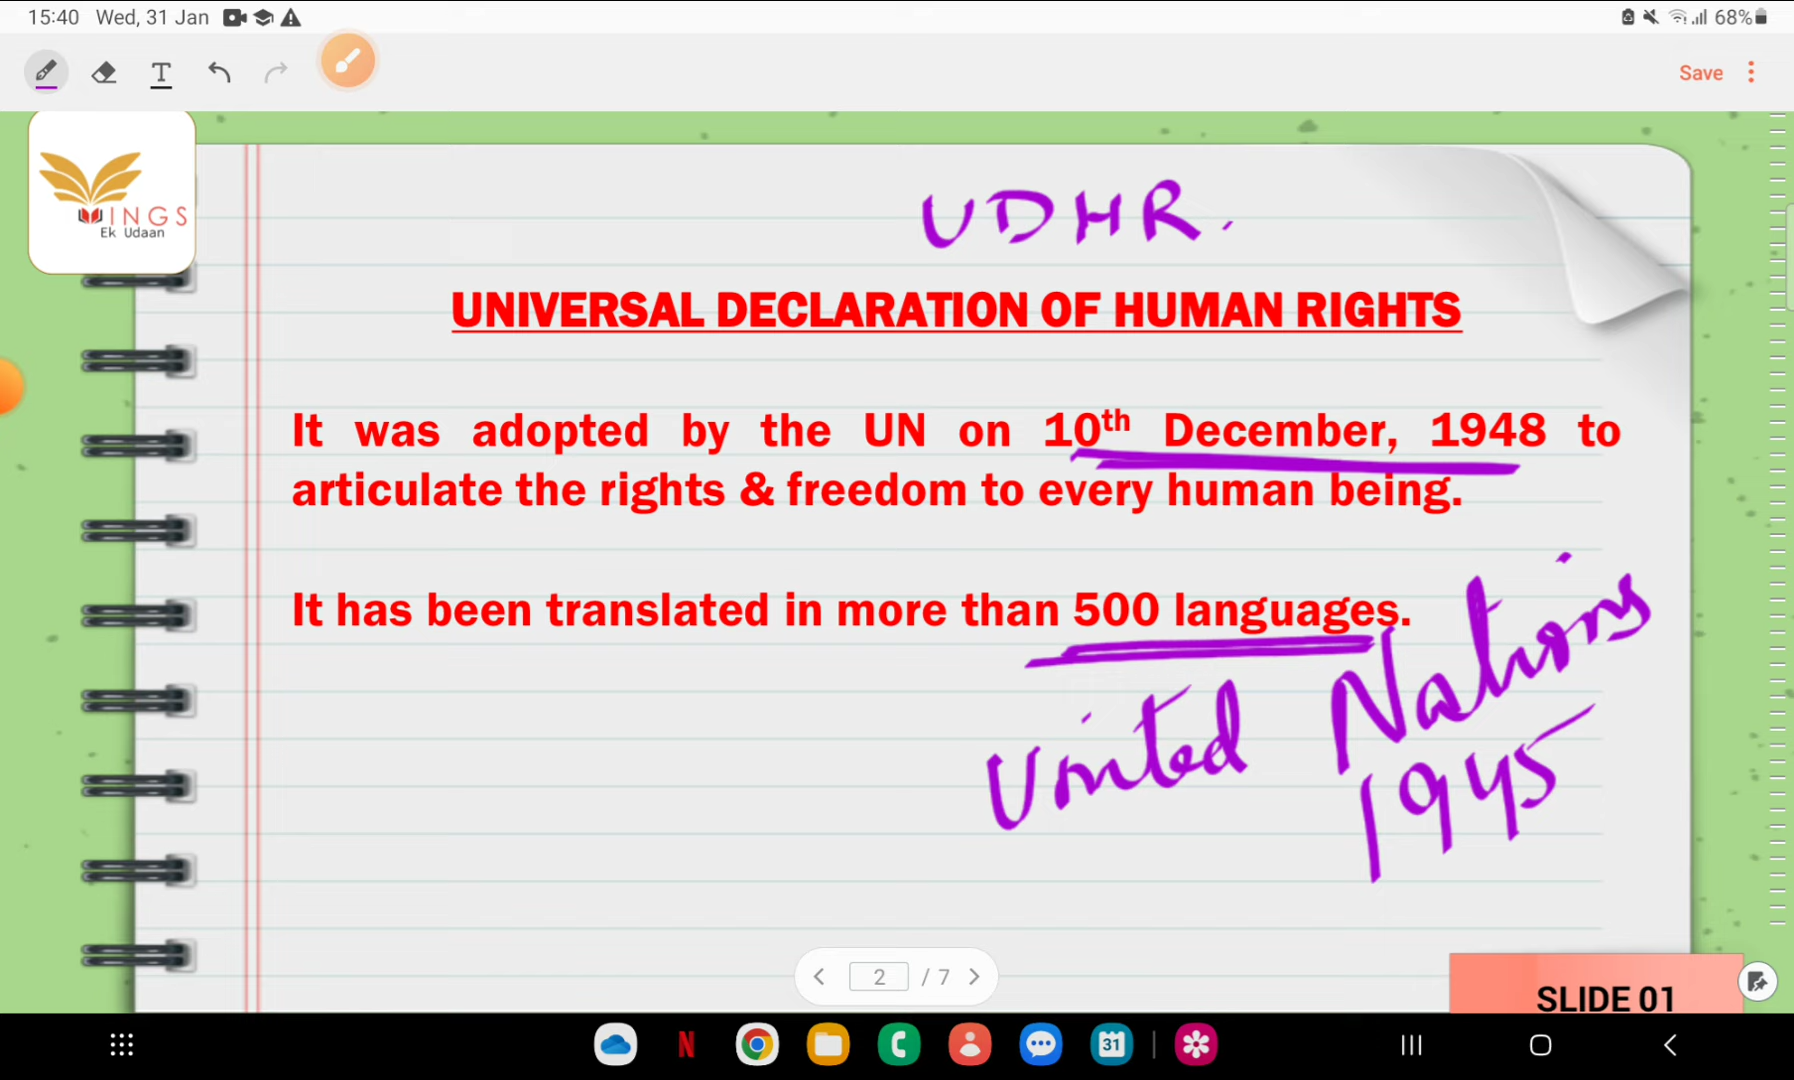 15:40 Wed, 31 Jan 68%
T Save
WINGS
Ek Udaan
UDHR.
UNIVERSAL DECLARATION OF HUMAN RIGHTS
It was adopted by the UN on 10th December, 1948 to
articulate the rights & freedom to every human being.
It has been translated in more than 500 languages.
United Nations
1945
2 / 7
SLIDE 01
N 31